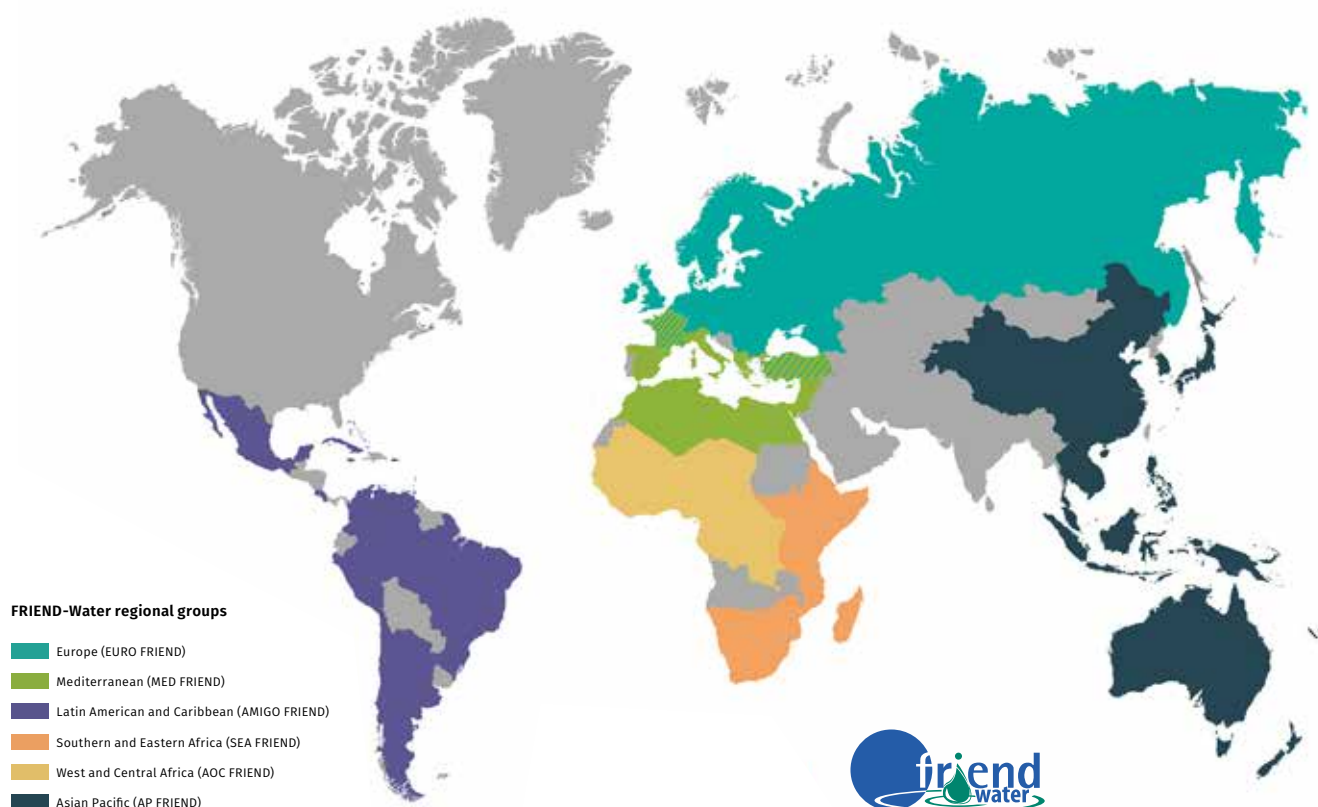 FRIEND-Water regional groups
Europe (EURO FRIEND)
Mediterranean (MED FRIEND)
Latin American and Caribbean (AMIGO FRIEND)
Southern and Eastern Africa (SEA FRIEND)
West and Central Africa (AOC FRIEND)
Asian Pacific (AP FRIEND)
friend
water